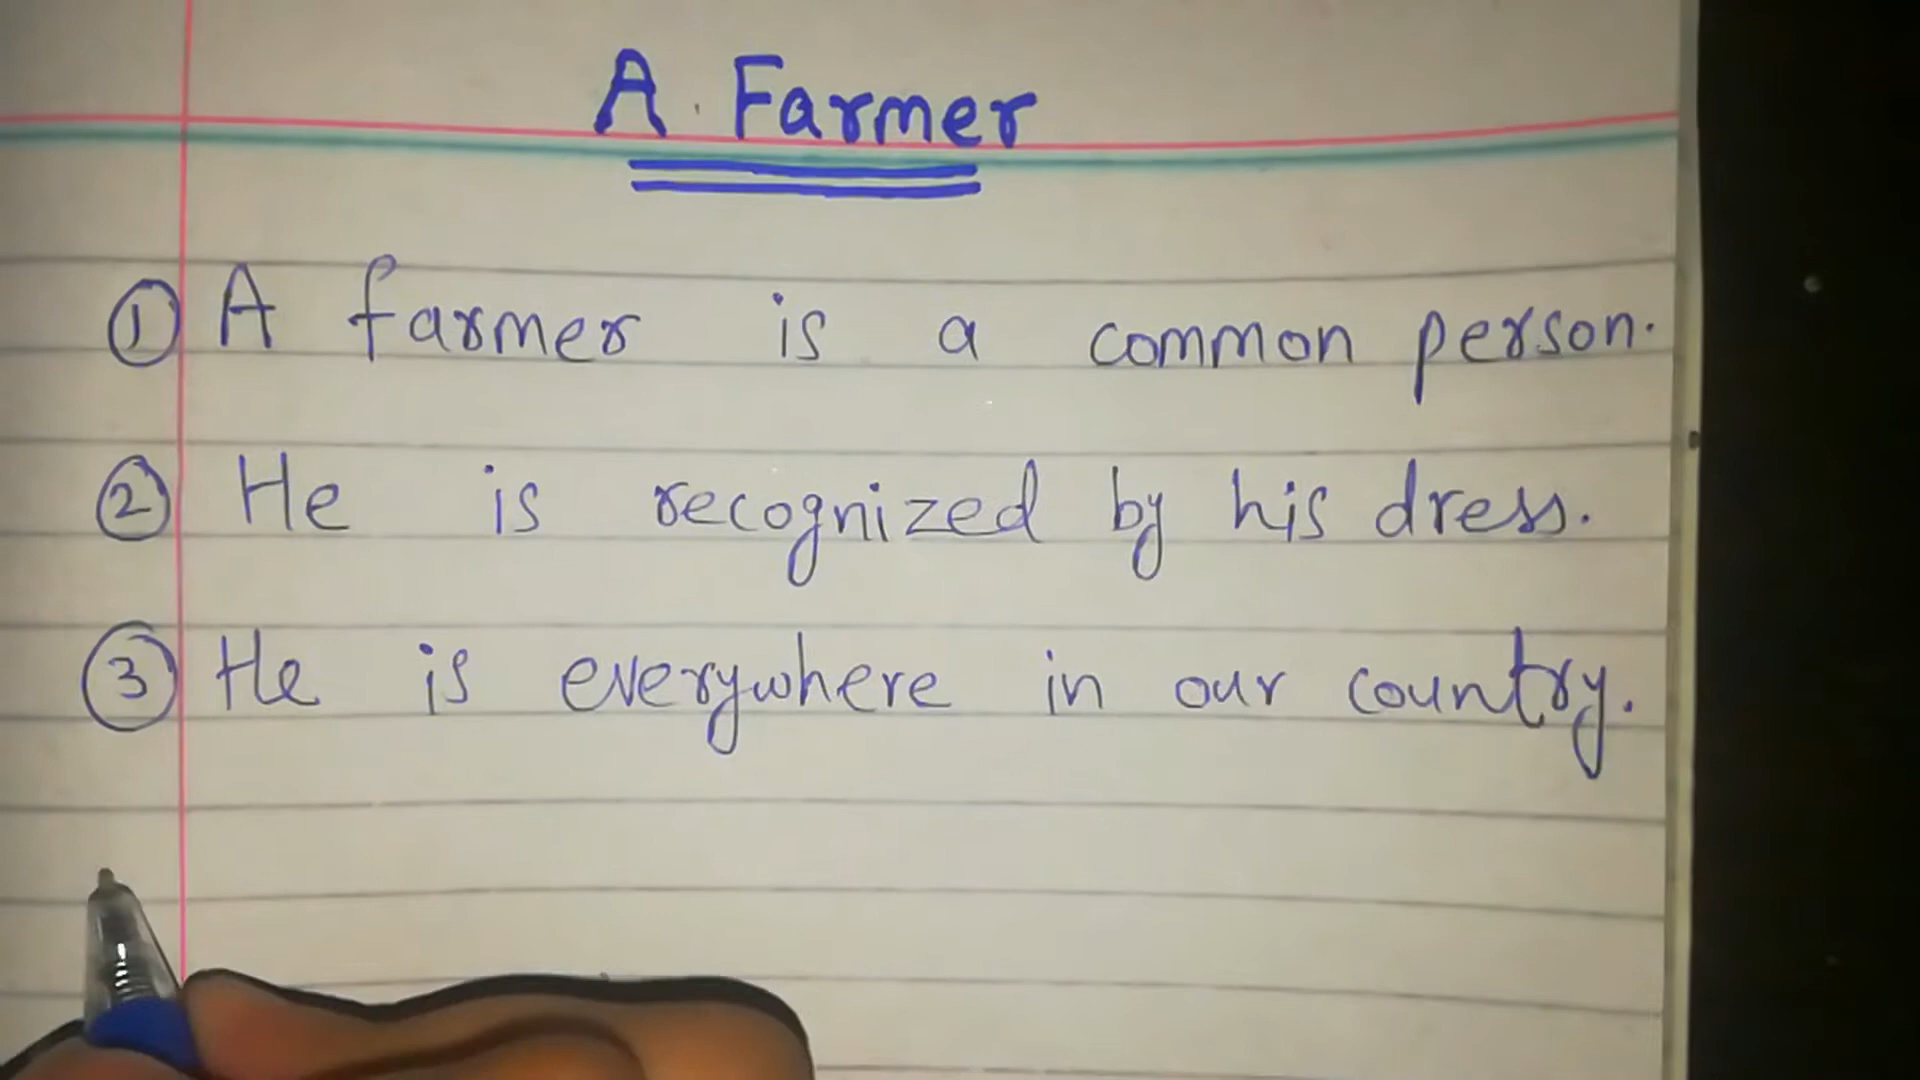 A Farmer
① A farmer is a common person.
② He is recognized by his dress.
③ He is everywhere in our country.